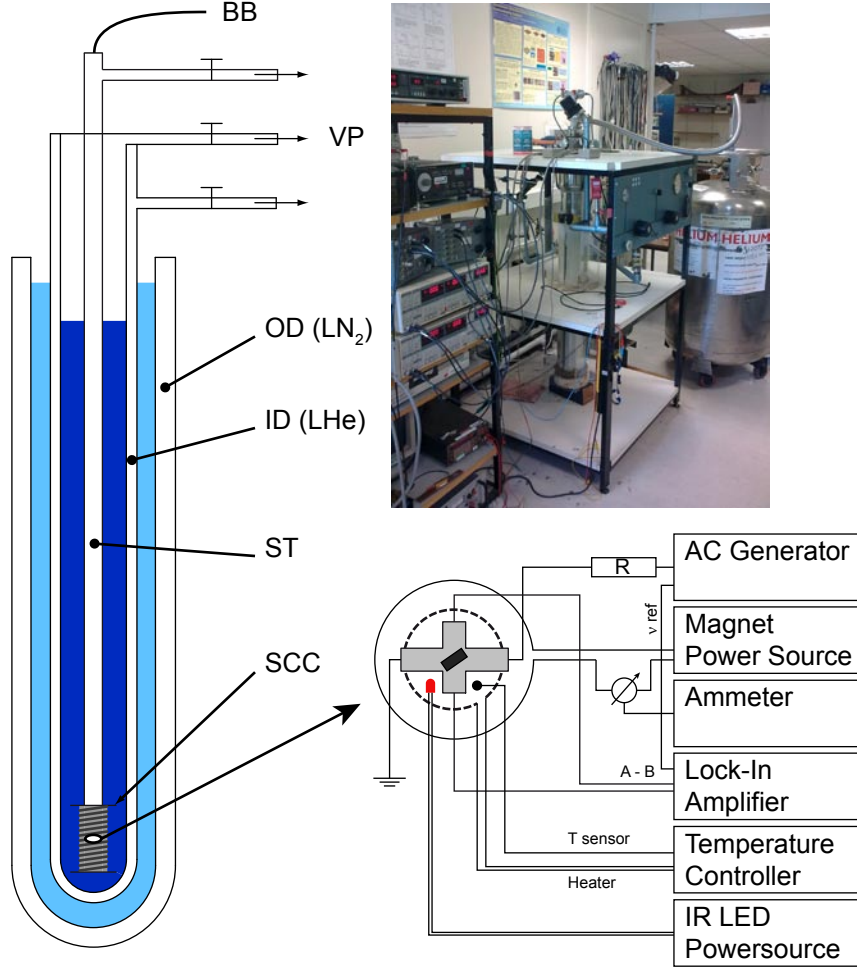 BB
VP
OD (LN2)
ID (LHe)
ST
SCC
HELIUM HELIUM
R
AC Generator
ν ref
Magnet
Power Source
Ammeter
A - B
Lock-In
Amplifier
T sensor
Temperature
Controller
Heater
IR LED
Powersource